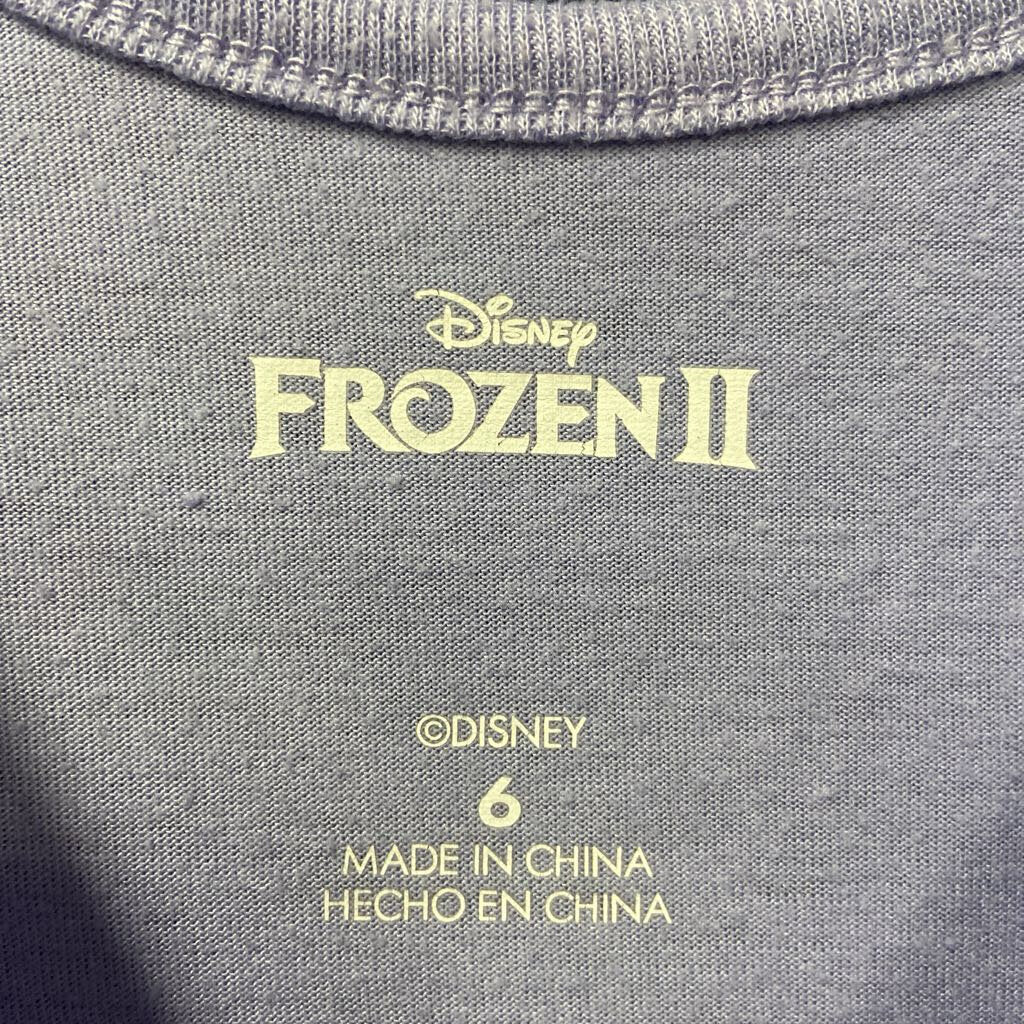 Disney
FROZEN II
©DISNEY
6
MADE IN CHINA
HECHO EN CHINA